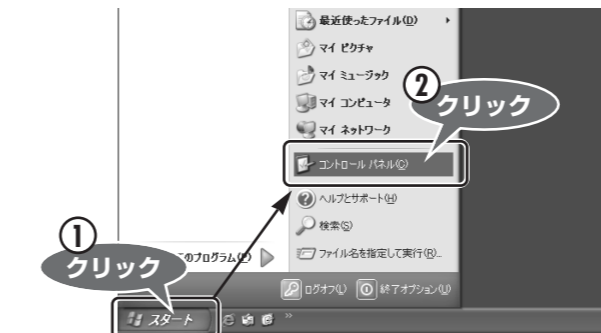 最近使ったファイル(D)
マイ ピクチャ
マイ ミュージック
マイ コンピュータ
マイ ネットワーク
コントロール パネル(C)
ヘルプとサポート(H)
検索(S)
ファイル名を指定して実行(R)...
のプログラム(P)
ログオフ(L) 終了オプション(U)
スタート
① クリック
② クリック